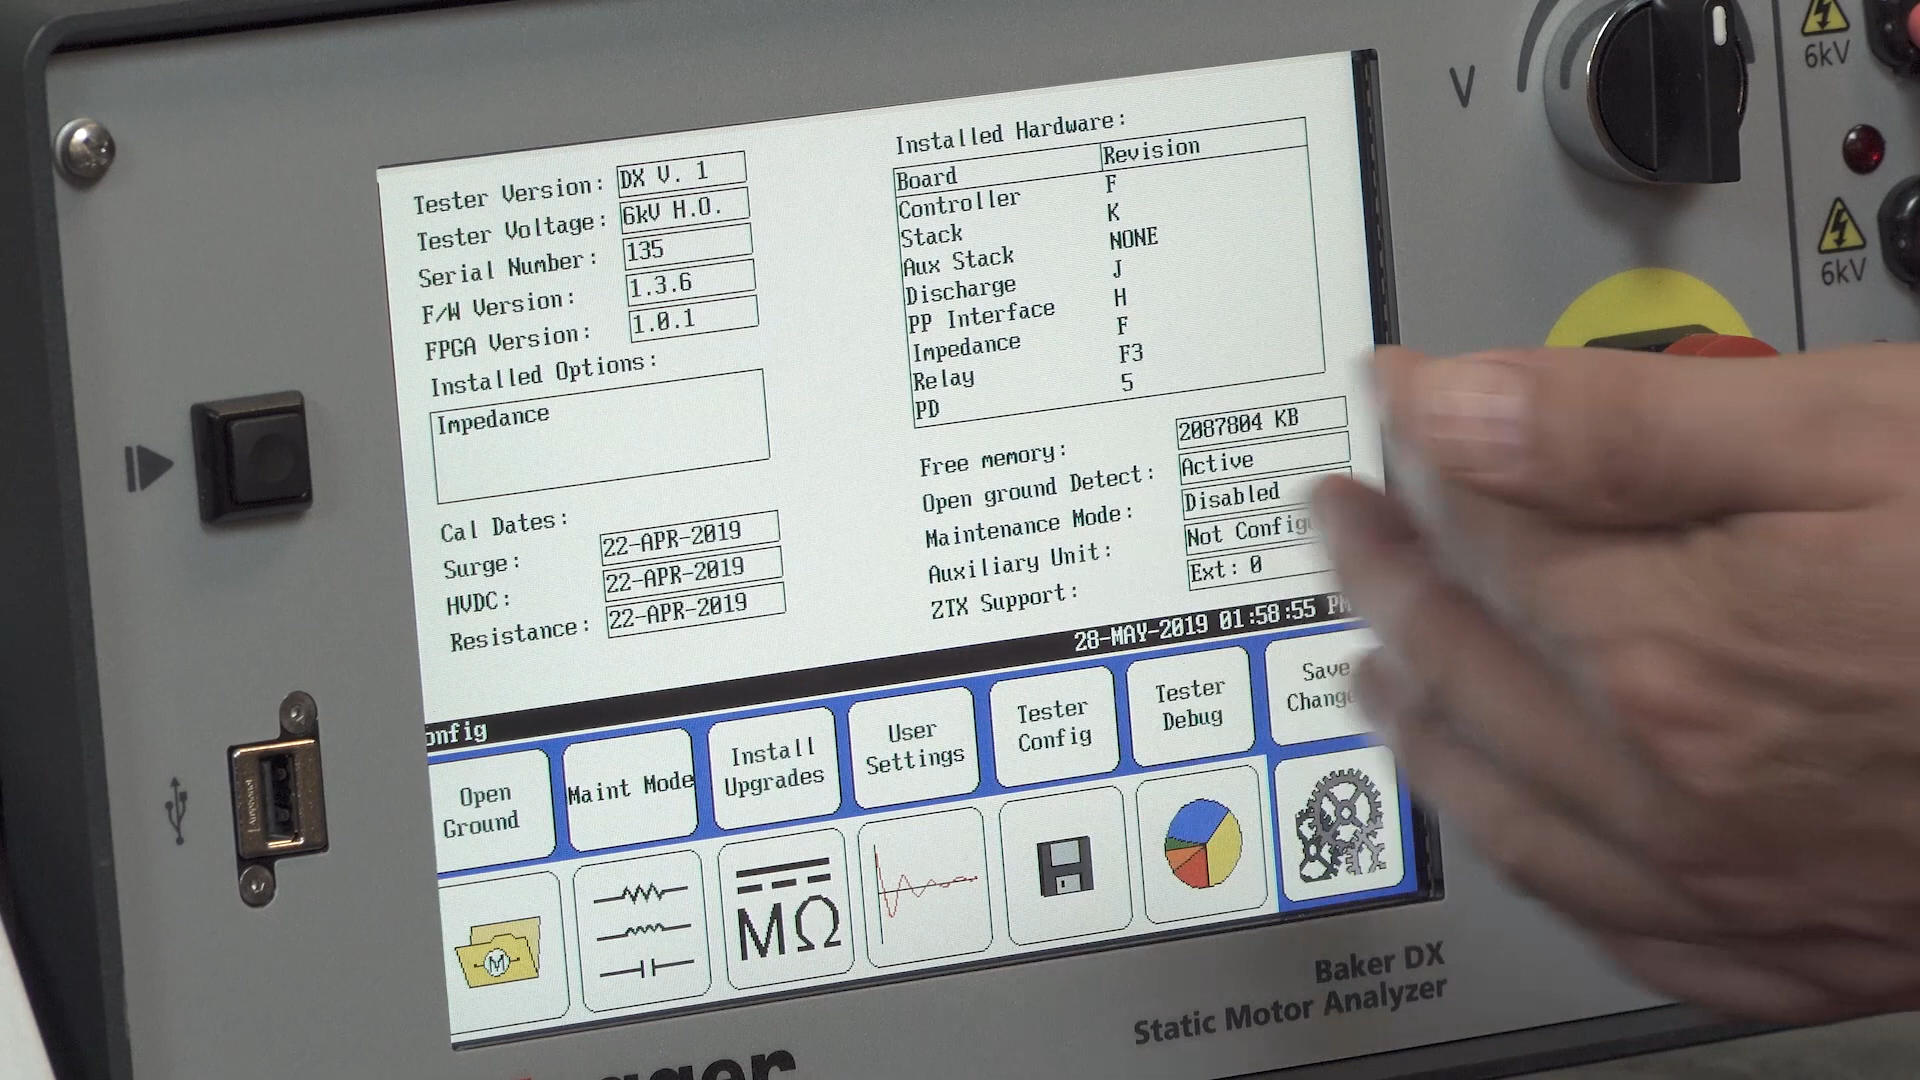 Tester Version: DX V. 1
Tester Voltage: 6kV H.O.
Serial Number: 135
F/W Version: 1.3.6
FPGA Version: 1.0.1
Installed Options:
Impedance
Cal Dates:
Surge: 22-APR-2019
HVDC: 22-APR-2019
Resistance: 22-APR-2019
Installed Hardware:
Board Revision
Controller F
Stack K
Aux Stack NONE
Discharge J
PP Interface H
Impedance F
Relay F3
PD 5
Free memory: 2087804 KB
Open ground Detect: Active
Maintenance Mode: Disabled
Auxiliary Unit: Not
ZTX Support: Ext: 0
28-MAY-2019 01:58:55 PM
Open
Ground
Maint Mode
Install
Upgrades
User
Settings
Tester
Config
Tester
Debug
Save
M
MΩ
Baker DX
Static Motor Analyzer
V
6kV
6kV